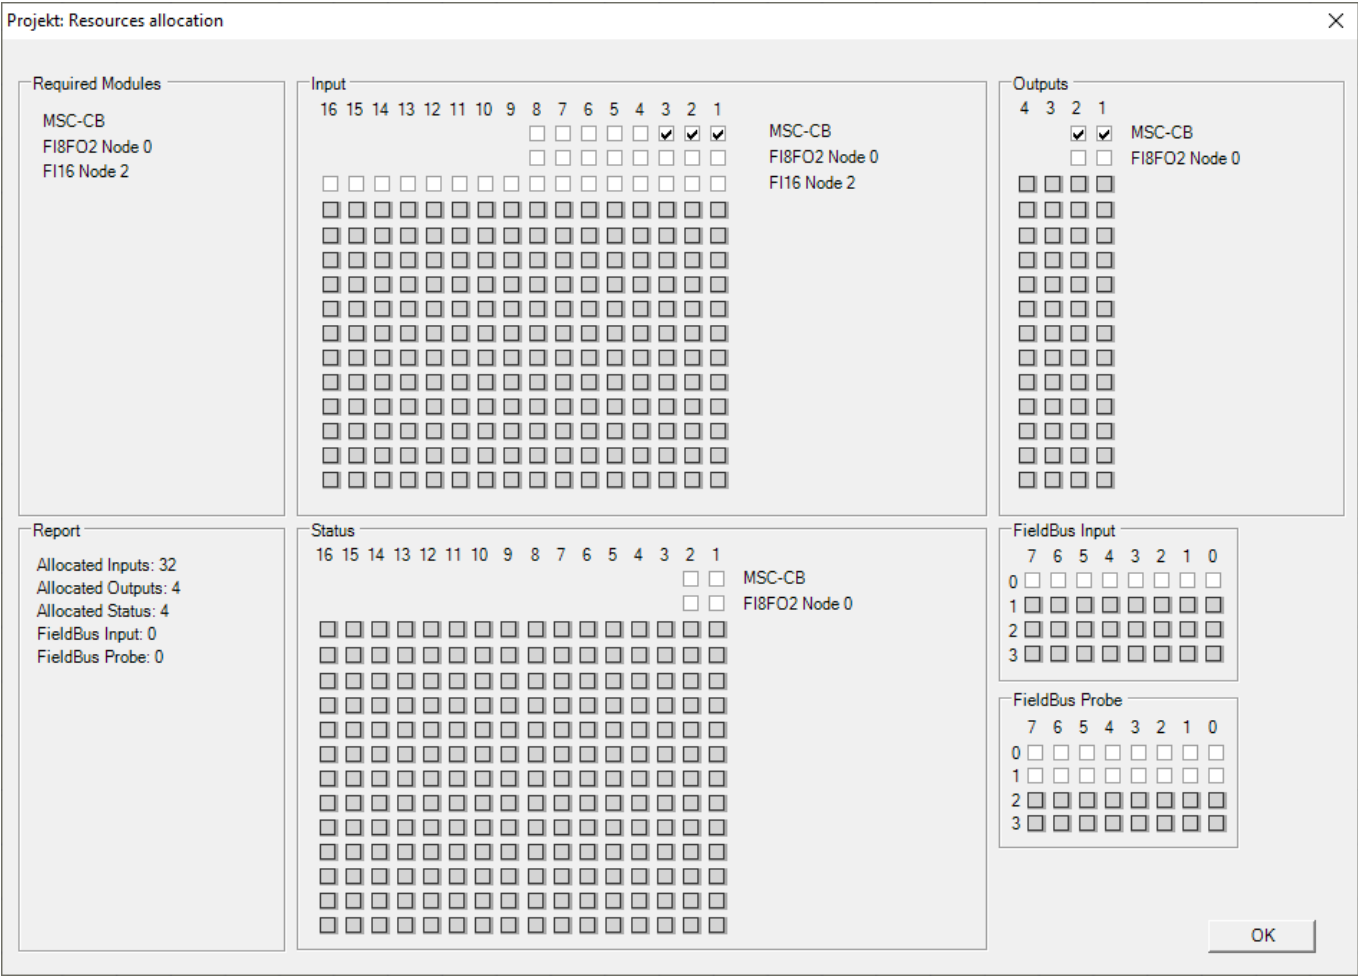 Projekt: Resources allocation
Required Modules
MSC-CB
FI8FO2 Node 0
FI16 Node 2
Input
16 15 14 13 12 11 10 9 8 7 6 5 4 3 2 1
MSC-CB
FI8FO2 Node 0
FI16 Node 2
Outputs
4 3 2 1
MSC-CB
FI8FO2 Node 0
Report
Allocated Inputs: 32
Allocated Outputs: 4
Allocated Status: 4
FieldBus Input: 0
FieldBus Probe: 0
Status
16 15 14 13 12 11 10 9 8 7 6 5 4 3 2 1
MSC-CB
FI8FO2 Node 0
FieldBus Input
7 6 5 4 3 2 1 0
0
1
2
3
FieldBus Probe
7 6 5 4 3 2 1 0
0
1
2
3
OK